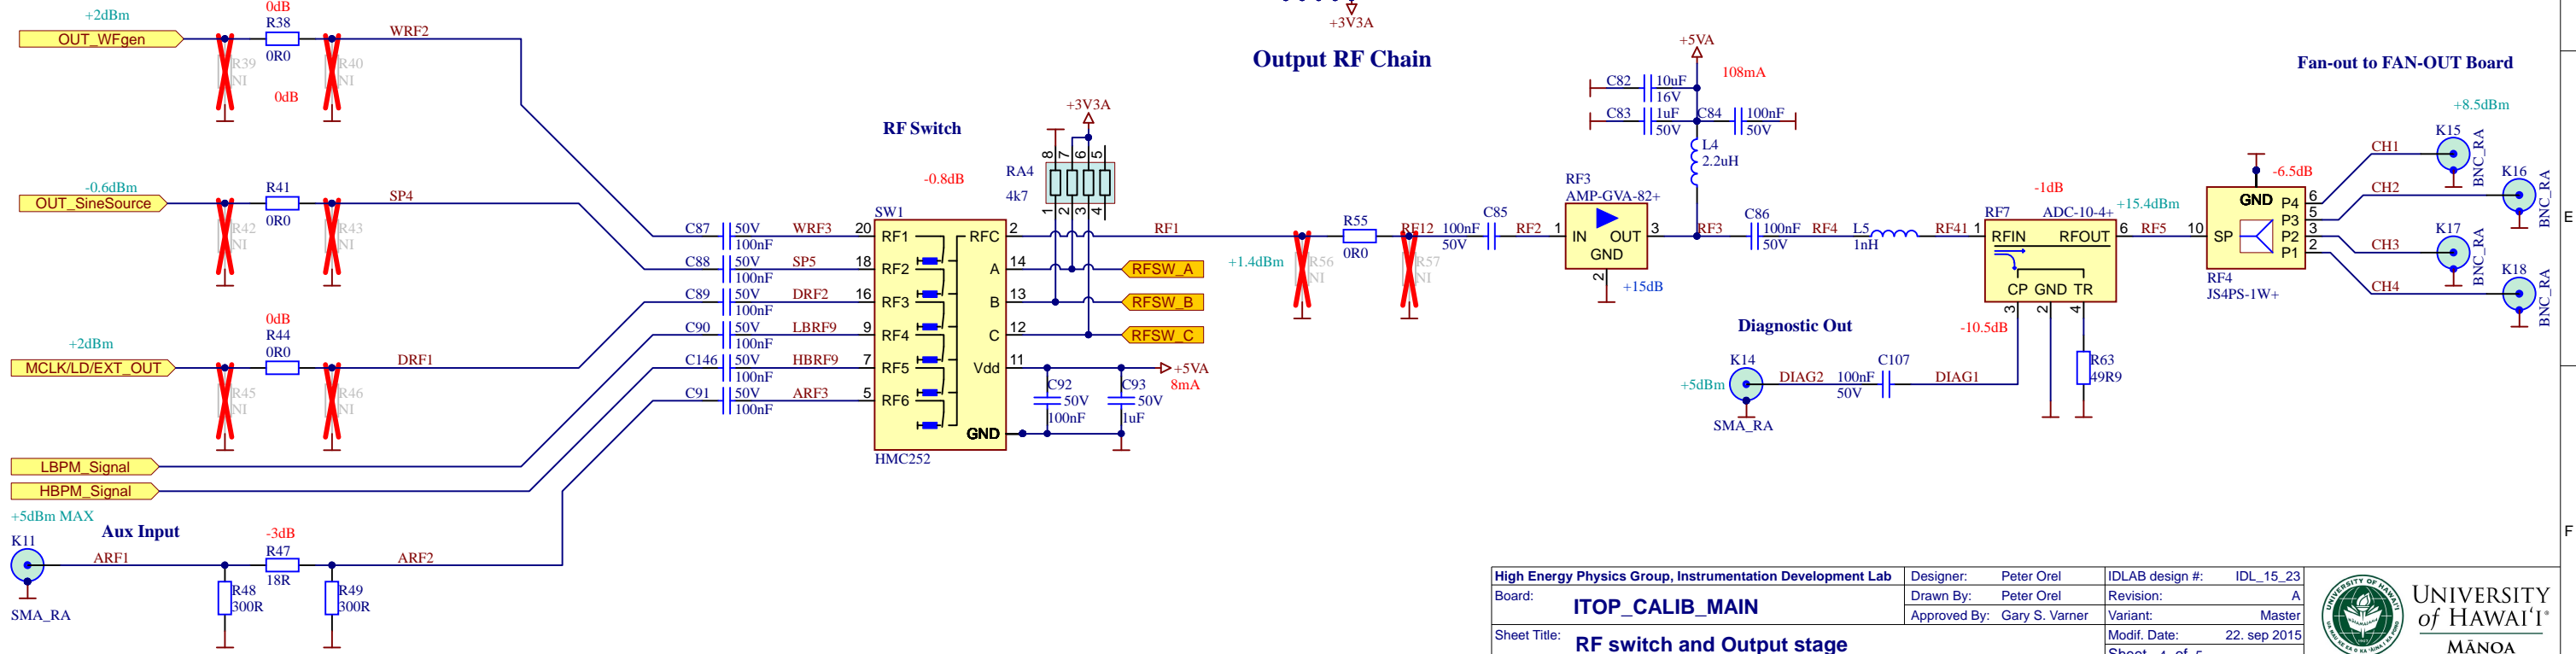 +3V3A
Output RF Chain
Fan-out to FAN-OUT Board
+2dBm
OUT_WFgen
0dB
R38
0R0
WRF2
R39
NI
R40
NI
0dB
-0.6dBm
OUT_SineSource
R41
0R0
SP4
R42
NI
R43
NI
+2dBm
MCLK/LD/EXT_OUT
0dB
R44
0R0
DRF1
R45
NI
R46
NI
LBPM_Signal
HBPM_Signal
+5dBm MAX
Aux Input
K11
SMA_RA
ARF1
-3dB
R47
18R
ARF2
R48
300R
R49
300R
C87
50V
100nF
WRF3
C88
50V
100nF
SP5
C89
50V
100nF
DRF2
C90
50V
100nF
LBRF9
C146
50V
100nF
HBRF9
C91
50V
100nF
ARF3
RF Switch
-0.8dB
SW1
20 RF1 RFC 2
18 RF2 A 14
16 RF3 B 13
9 RF4 C 12
7 RF5 Vdd 11
5 RF6
GND
HMC252
+3V3A
RA4
4k7
8 7 6 5
1 2 3 4
RF1
RFSW_A
RFSW_B
RFSW_C
+5VA
8mA
C92
50V
100nF
C93
50V
1uF
+1.4dBm
R56
NI
R55
0R0
RF12
R57
NI
100nF
50V
C85
RF2
RF3
AMP-GVA-82+
1 IN OUT 3
GND
2
+15dB
+5VA
108mA
C82
10uF
16V
C83
1uF
50V
C84
100nF
50V
L4
2.2uH
RF3
C86
100nF
50V
RF4
L5
1nH
RF41
-1dB
RF7
ADC-10-4+
1 RFIN RFOUT 6
CP GND TR
3 2 4
-10.5dB
+15.4dBm
RF5
R63
49R9
Diagnostic Out
K14
+5dBm
SMA_RA
DIAG2
100nF
50V
C107
DIAG1
-6.5dB
GND
10 SP
P4 6
P3 5
P2 3
P1 2
RF4
JS4PS-1W+
+8.5dBm
CH1
K15
BNC_RA
CH2
K16
BNC_RA
CH3
K17
BNC_RA
CH4
K18
BNC_RA
E
F
High Energy Physics Group, Instrumentation Development Lab
Board:
ITOP_CALIB_MAIN
Sheet Title:
RF switch and Output stage
Designer: Peter Orel
Drawn By: Peter Orel
Approved By: Gary S. Varner
IDLAB design #: IDL_15_23
Revision: A
Variant: Master
Modif. Date: 22. sep 2015
Sheet 4 of 5
UNIVERSITY
of HAWAI‘I®
MĀNOA